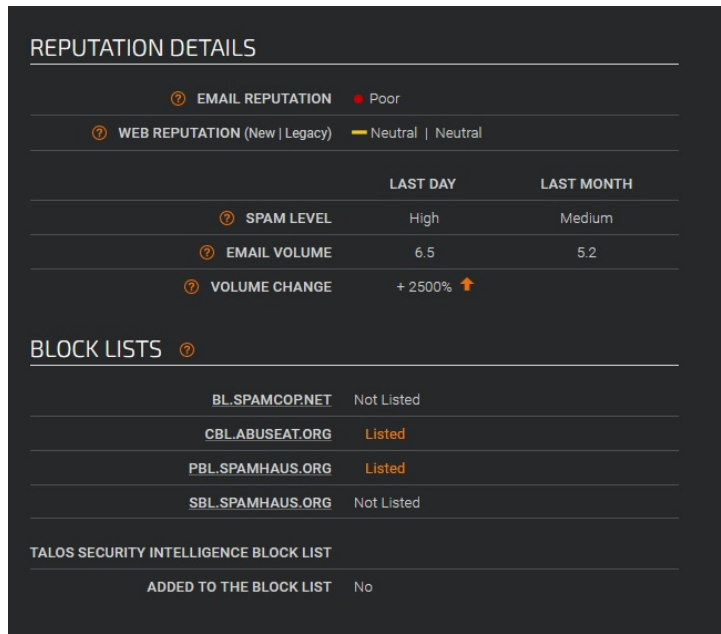 REPUTATION DETAILS
? EMAIL REPUTATION Poor
? WEB REPUTATION (New | Legacy) Neutral | Neutral
LAST DAY LAST MONTH
? SPAM LEVEL High Medium
? EMAIL VOLUME 6.5 5.2
? VOLUME CHANGE + 2500%
BLOCK LISTS ?
BL.SPAMCOP.NET Not Listed
CBL.ABUSEAT.ORG Listed
PBL.SPAMHAUS.ORG Listed
SBL.SPAMHAUS.ORG Not Listed
TALOS SECURITY INTELLIGENCE BLOCK LIST
ADDED TO THE BLOCK LIST No